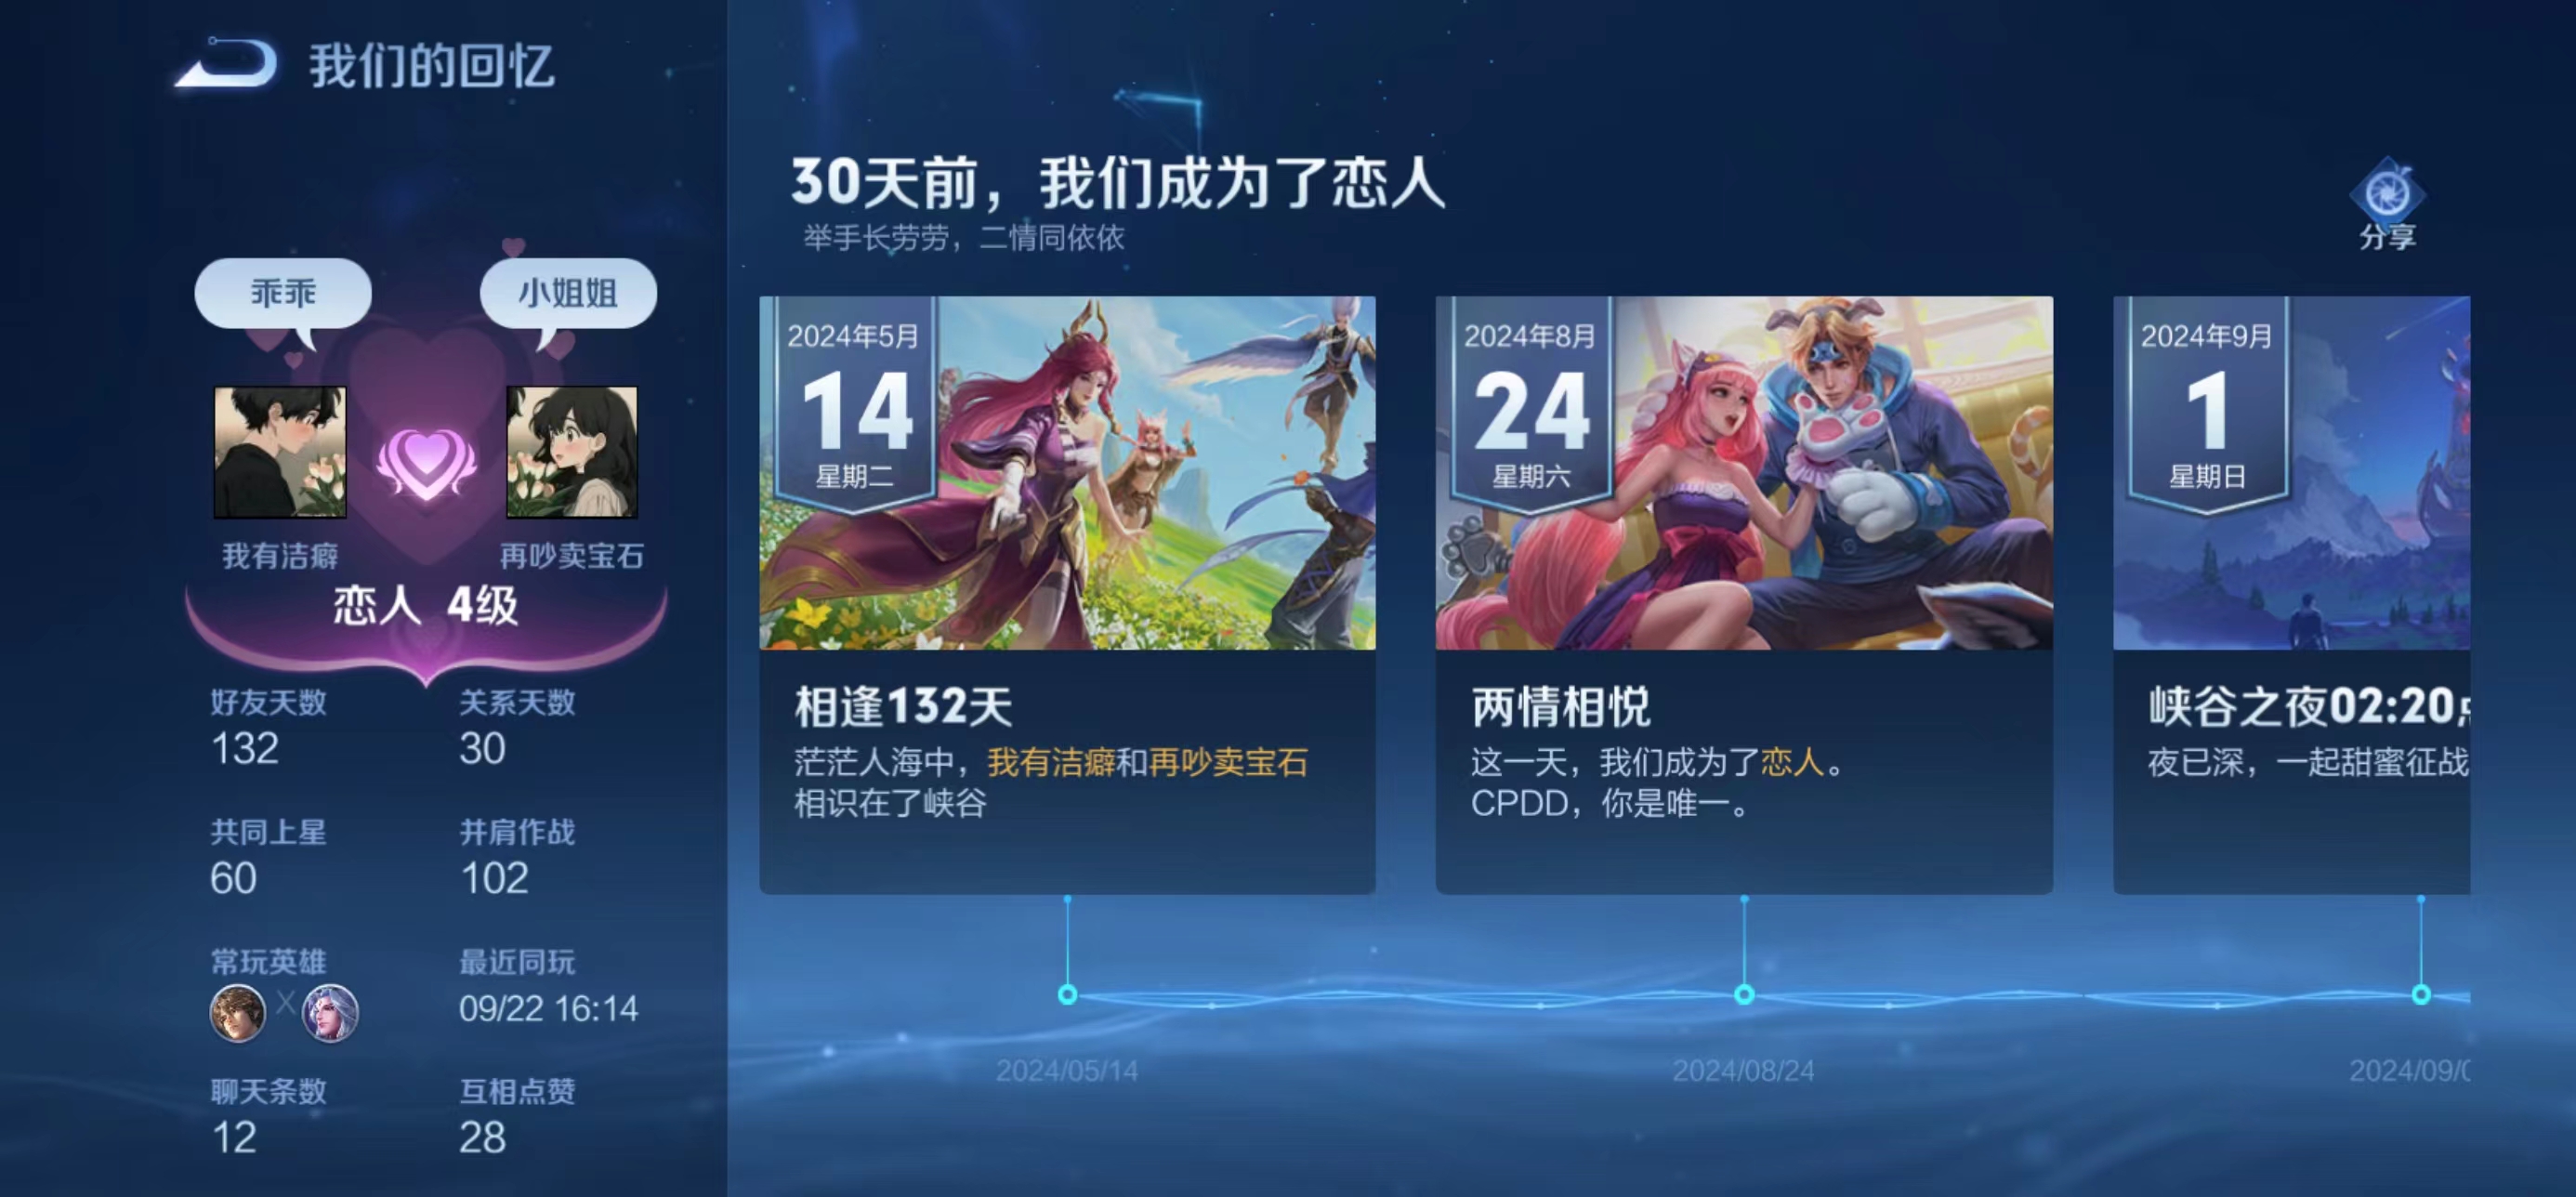 我们的回忆
乖乖
小姐姐
我有洁癖
再吵卖宝石
恋人 4级
好友天数
132
关系天数
30
共同上星
60
并肩作战
102
常玩英雄
X
最近同玩
09/22 16:14
聊天条数
12
互相点赞
28
30天前，我们成为了恋人
举手长劳劳，二情同依依
分享
2024年5月
14
星期二
相逢132天
茫茫人海中，我有洁癖和再吵卖宝石
相识在了峡谷
2024/05/14
2024年8月
24
星期六
两情相悦
这一天，我们成为了恋人。
CPDD，你是唯一。
2024/08/24
2024年9月
1
星期日
峡谷之夜02:20
夜已深，一起甜蜜征战
2024/09/